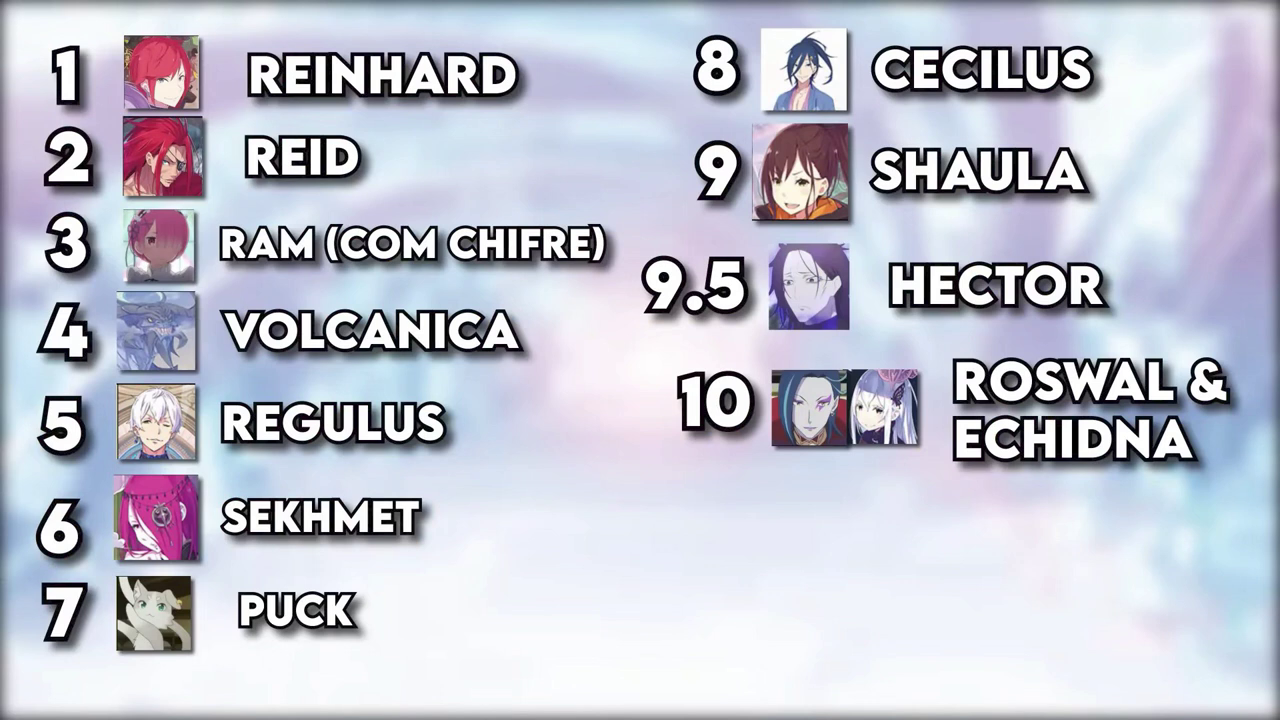 1 REINHARD
2 REID
3 RAM (COM CHIFRE)
4 VOLCANICA
5 REGULUS
6 SEKHMET
7 PUCK
8 CECILUS
9 SHAULA
9.5 HECTOR
10 ROSWAL &
ECHIDNA